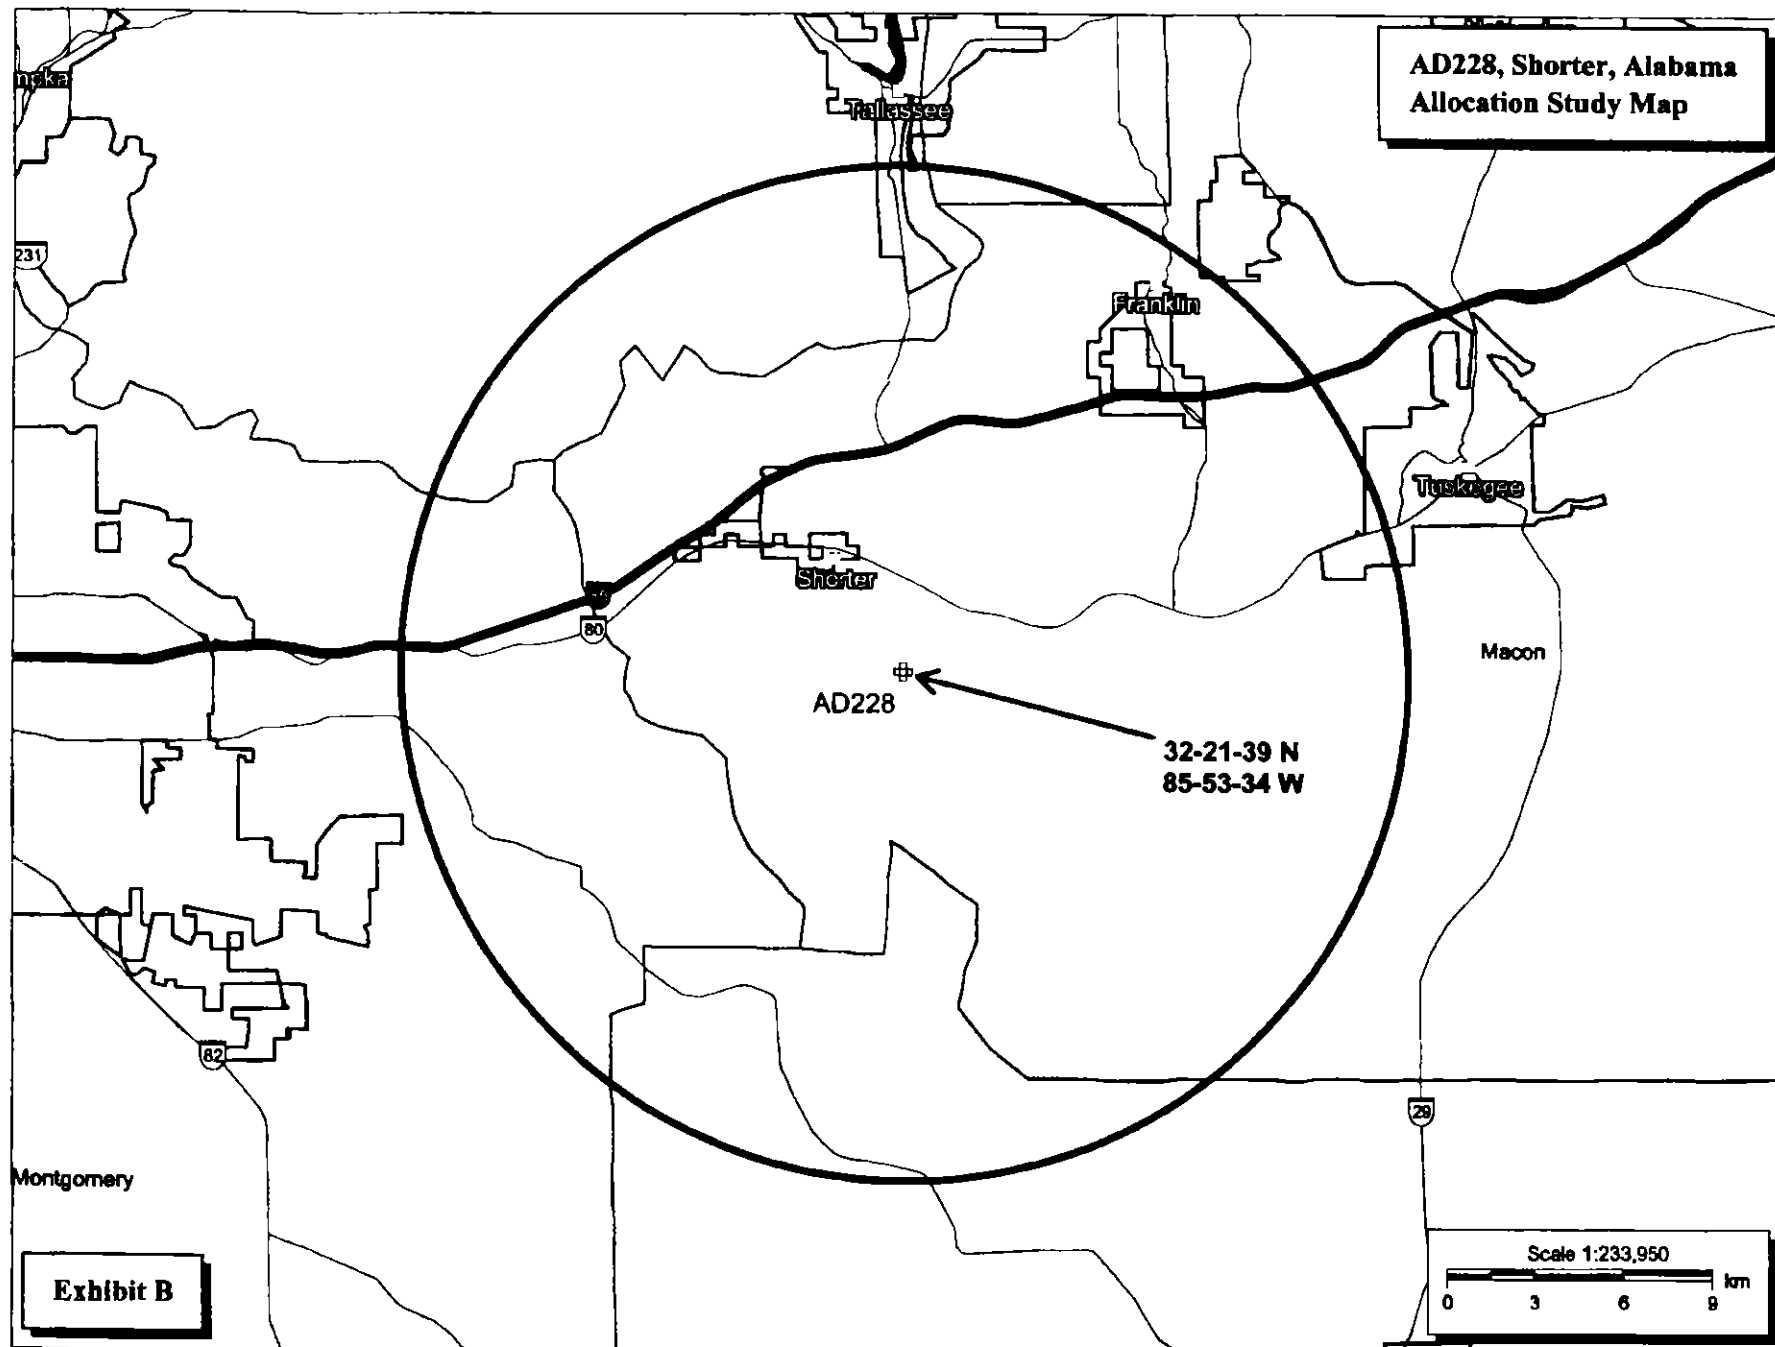 AD228, Shorter, Alabama
Allocation Study Map
mpka
Tallassee
231
Franklin
Tuskegee
Shorter
80
Macon
AD228
32-21-39 N
85-53-34 W
82
29
Montgomery
Exhibit B
Scale 1:233,950
km
0 3 6 9